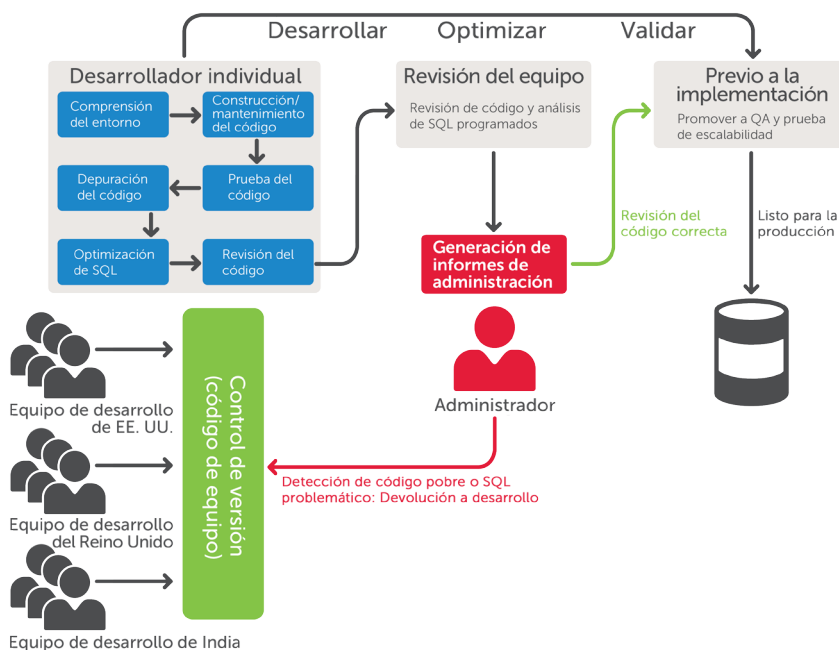 Desarrollar
Optimizar
Validar
Desarrollador individual
Comprensión
del entorno
Construcción/
mantenimiento
del código
Depuración
del código
Prueba del
código
Optimización
de SQL
Revisión del
código
Revisión del equipo
Revisión de código y análisis
de SQL programados
Previo a la
implementación
Promover a QA y prueba
de escalabilidad
Generación de
informes de
administración
Revisión del
código correcta
Listo para la
producción
Administrador
Detección de código pobre o SQL
problemático: Devolución a desarrollo
Control de versión
(código de equipo)
Equipo de desarrollo
de EE. UU.
Equipo de desarrollo
del Reino Unido
Equipo de desarrollo de India